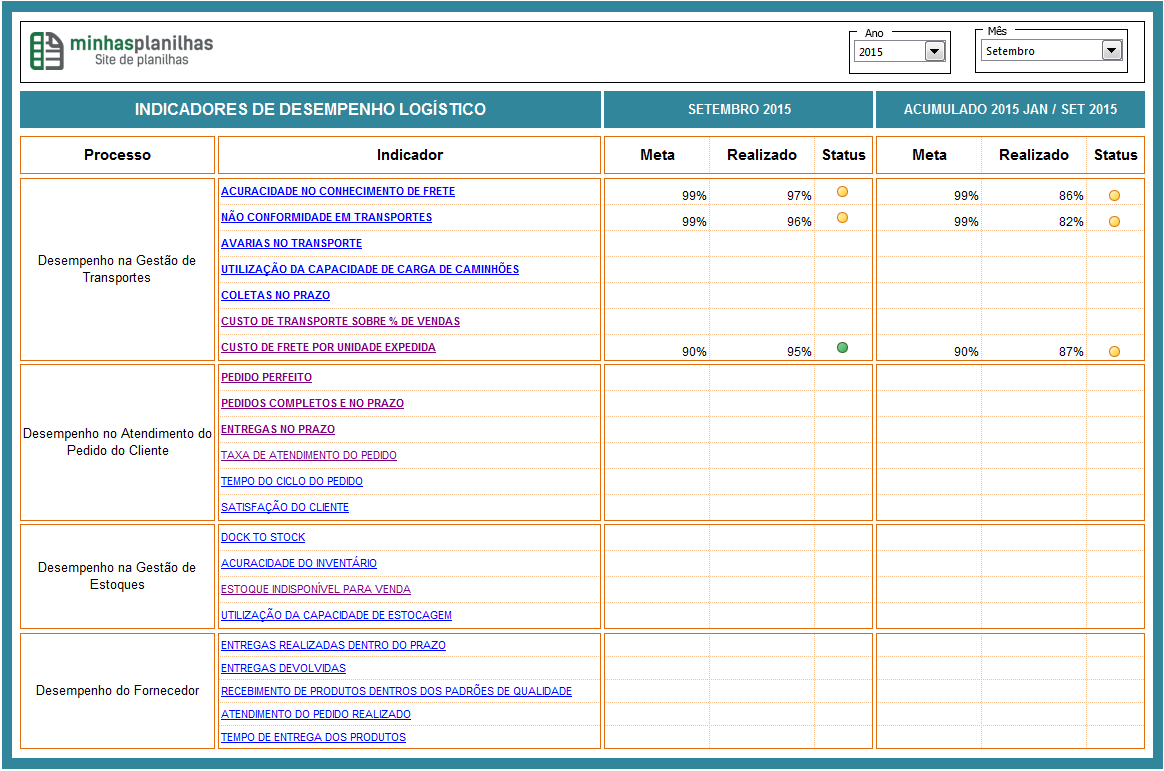 minhasplanilhas
Site de planilhas
Ano
2015
Mês
Setembro
INDICADORES DE DESEMPENHO LOGÍSTICO SETEMBRO 2015 ACUMULADO 2015 JAN / SET 2015
Processo Indicador Meta Realizado Status Meta Realizado Status
Desempenho na Gestão de
Transportes
ACURACIDADE NO CONHECIMENTO DE FRETE 99% 97% 99% 86%
NÃO CONFORMIDADE EM TRANSPORTES 99% 96% 99% 82%
AVARIAS NO TRANSPORTE
UTILIZAÇÃO DA CAPACIDADE DE CARGA DE CAMINHÕES
COLETAS NO PRAZO
CUSTO DE TRANSPORTE SOBRE % DE VENDAS
CUSTO DE FRETE POR UNIDADE EXPEDIDA 90% 95% 90% 87%
Desempenho no Atendimento do
Pedido do Cliente
PEDIDO PERFEITO
PEDIDOS COMPLETOS E NO PRAZO
ENTREGAS NO PRAZO
TAXA DE ATENDIMENTO DO PEDIDO
TEMPO DO CICLO DO PEDIDO
SATISFAÇÃO DO CLIENTE
Desempenho na Gestão de
Estoques
DOCK TO STOCK
ACURACIDADE DO INVENTÁRIO
ESTOQUE INDISPONÍVEL PARA VENDA
UTILIZAÇÃO DA CAPACIDADE DE ESTOCAGEM
Desempenho do Fornecedor
ENTREGAS REALIZADAS DENTRO DO PRAZO
ENTREGAS DEVOLVIDAS
RECEBIMENTO DE PRODUTOS DENTROS DOS PADRÕES DE QUALIDADE
ATENDIMENTO DO PEDIDO REALIZADO
TEMPO DE ENTREGA DOS PRODUTOS